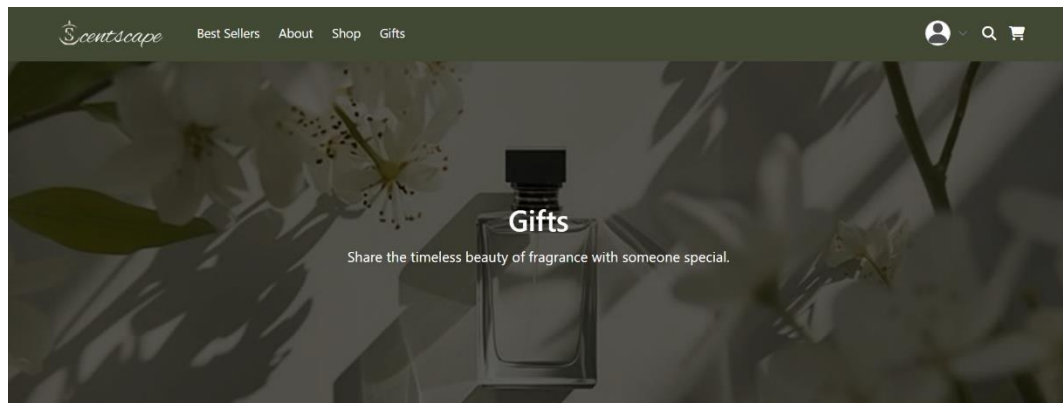 Scentscape Best Sellers About Shop Gifts
Gifts
Share the timeless beauty of fragrance with someone special.